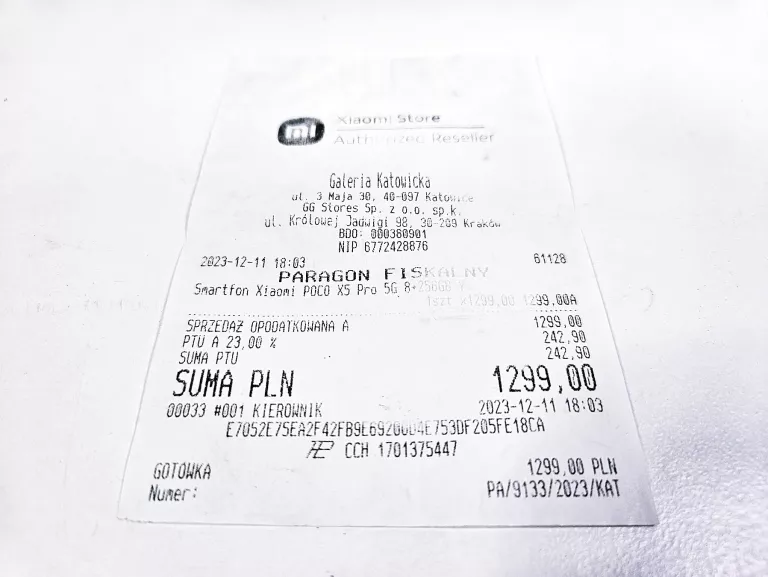 mi Xiaomi Store
Authorized Reseller
Galeria Katowicka
ul. 3 Maja 30, 40-097 Katowice
GG Stores Sp. z o.o. sp.k.
ul. Królowej Jadwigi 98, 30-209 Kraków
BDO: 000380901
NIP 6772428876
2023-12-11 18:03 61128
PARAGON FISKALNY
Smartfon Xiaomi POCO X5 Pro 5G 8+256GB
1szt x1299,00 1299,00A
SPRZEDAŻ OPODATKOWANA A 1299,00
PTU A 23,00 % 242,90
SUMA PTU 242,90
SUMA PLN 1299,00
00033 #001 KIEROWNIK 2023-12-11 18:03
CCH 1701375447
GOTÓWKA 1299,00 PLN
Numer: PA/9133/2023/KAT